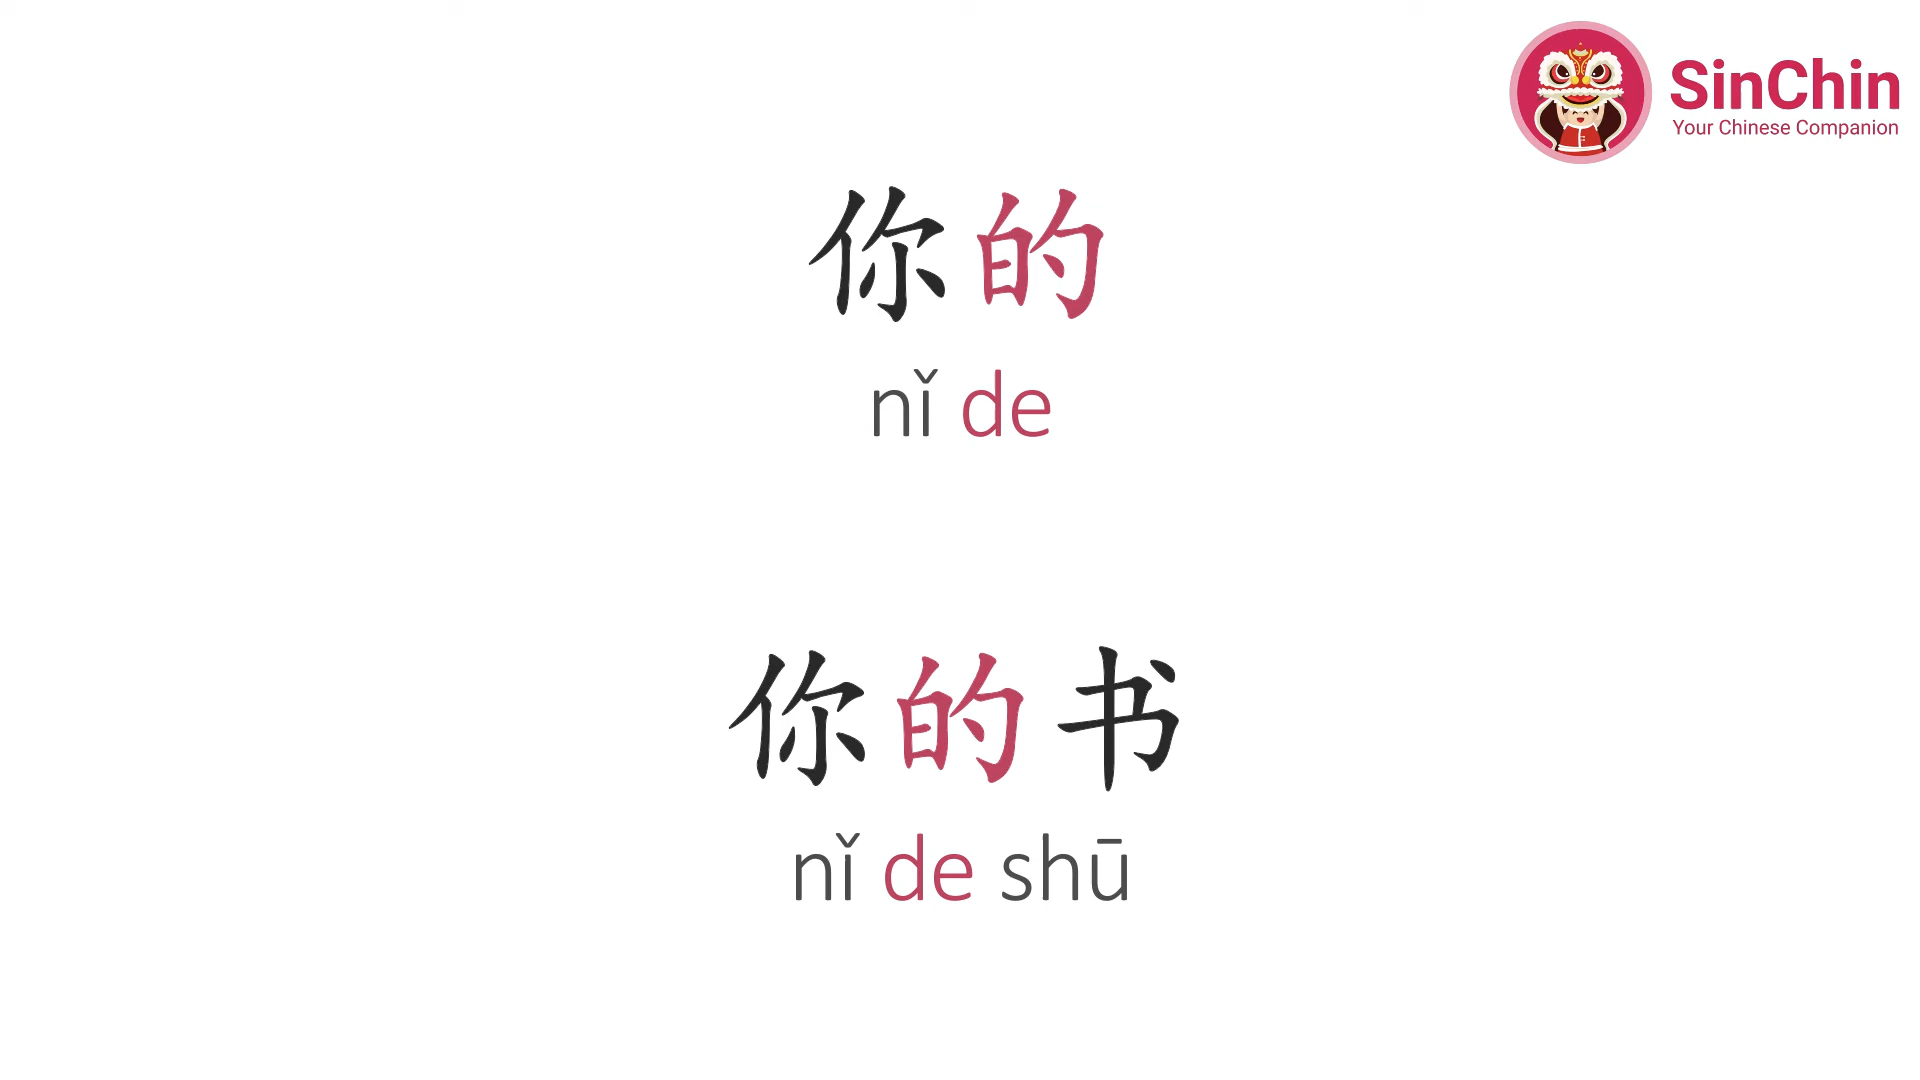 SinChin
Your Chinese Companion
你的
nǐ de
你的书
nǐ de shū